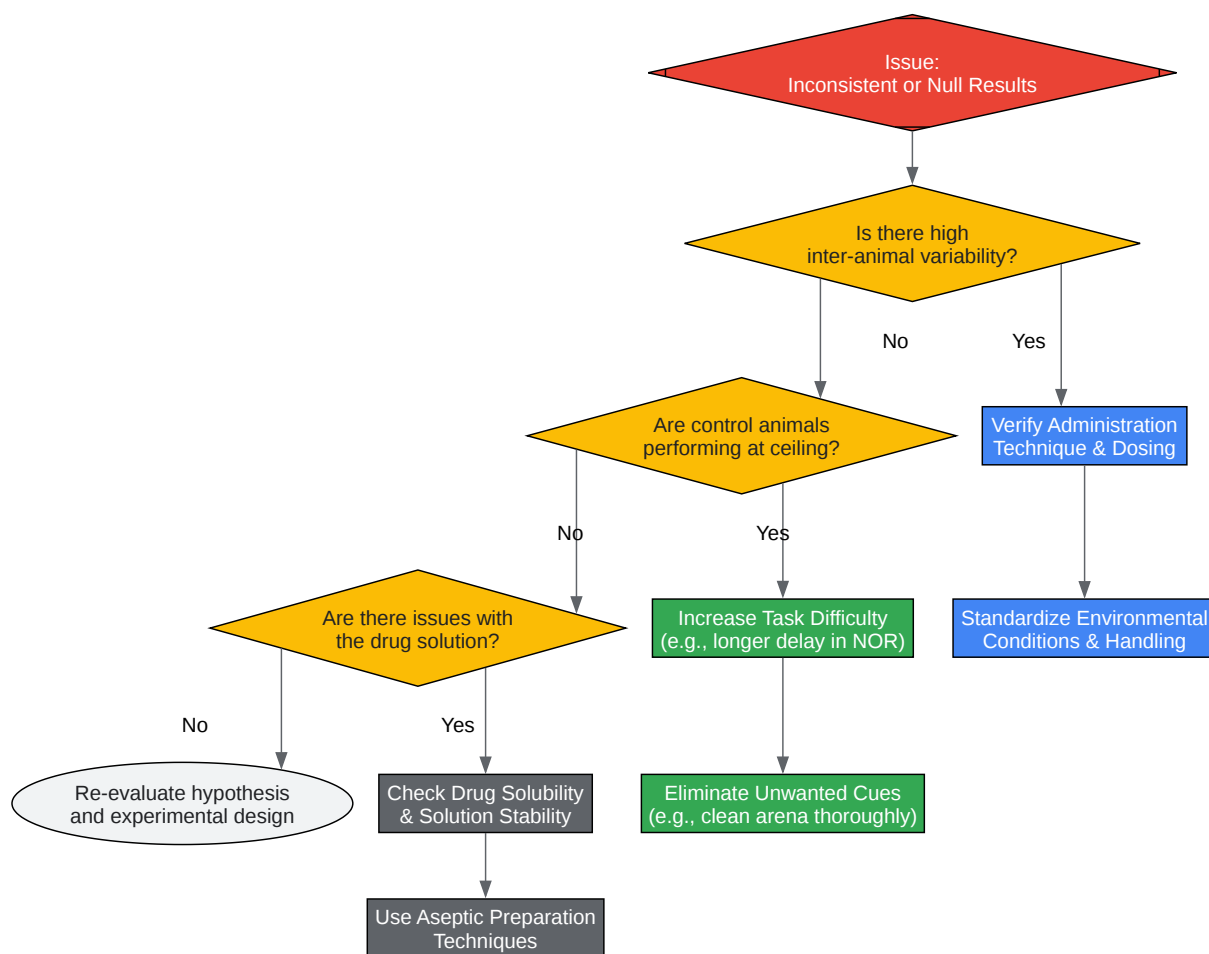 Issue:
Inconsistent or Null Results
Is there high
inter-animal variability?
No
Yes
Are control animals
performing at ceiling?
Verify Administration
Technique & Dosing
No
Yes
Are there issues with
the drug solution?
Increase Task Difficulty
(e.g., longer delay in NOR)
Standardize Environmental
Conditions & Handling
No
Yes
Re-evaluate hypothesis
and experimental design
Check Drug Solubility
& Solution Stability
Eliminate Unwanted Cues
(e.g., clean arena thoroughly)
Use Aseptic Preparation
Techniques